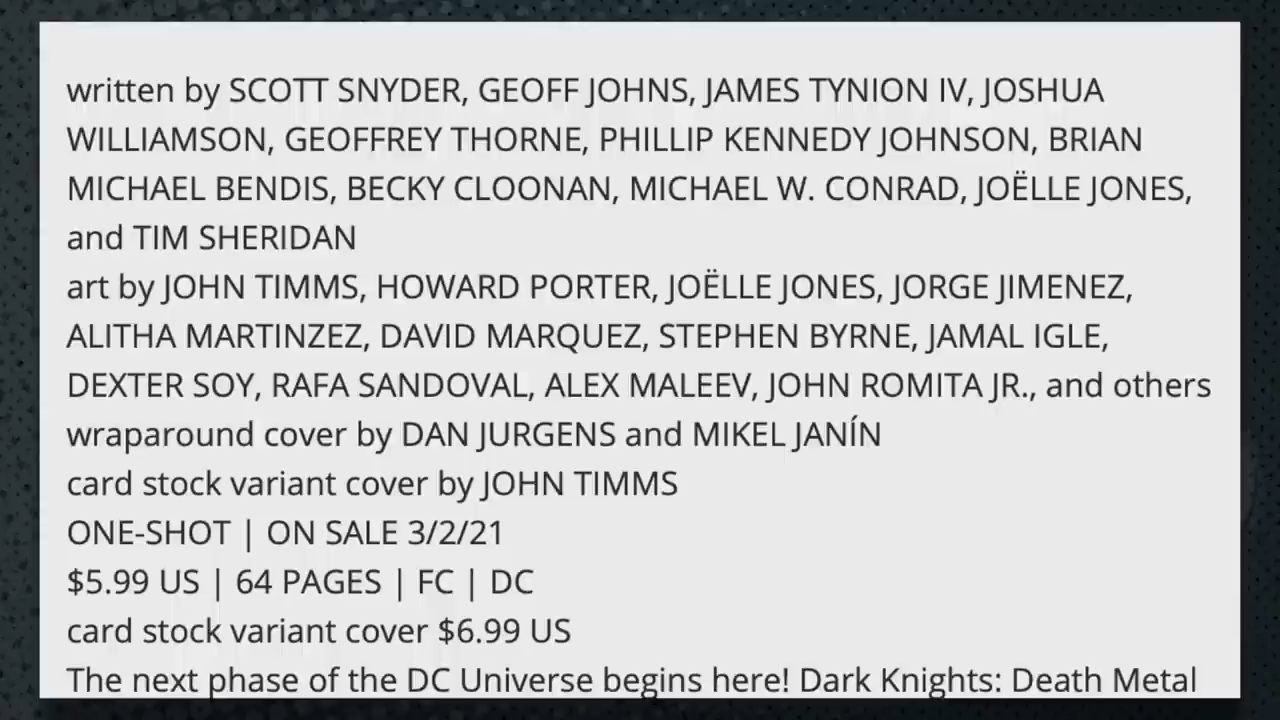 written by SCOTT SNYDER, GEOFF JOHNS, JAMES TYNION IV, JOSHUA
WILLIAMSON, GEOFFREY THORNE, PHILLIP KENNEDY JOHNSON, BRIAN
MICHAEL BENDIS, BECKY CLOONAN, MICHAEL W. CONRAD, JOËLLE JONES,
and TIM SHERIDAN
art by JOHN TIMMS, HOWARD PORTER, JOËLLE JONES, JORGE JIMENEZ,
ALITHA MARTINZEZ, DAVID MARQUEZ, STEPHEN BYRNE, JAMAL IGLE,
DEXTER SOY, RAFA SANDOVAL, ALEX MALEEV, JOHN ROMITA JR., and others
wraparound cover by DAN JURGENS and MIKEL JANÍN
card stock variant cover by JOHN TIMMS
ONE-SHOT | ON SALE 3/2/21
$5.99 US | 64 PAGES | FC | DC
card stock variant cover $6.99 US
The next phase of the DC Universe begins here! Dark Knights: Death Metal